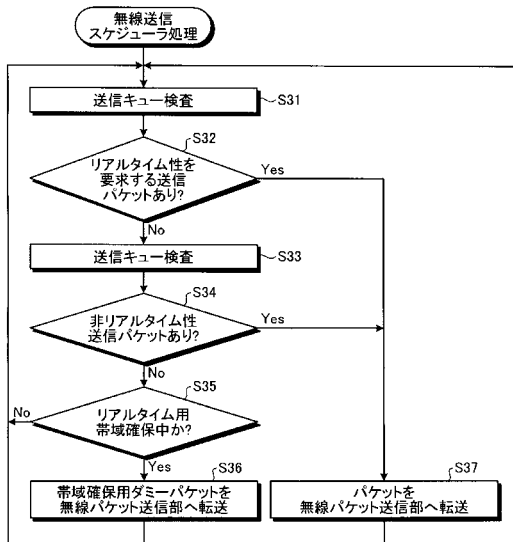 無線送信
スケジューラ処理
送信キュー検査
S31
S32
リアルタイム性を
要求する送信
パケットあり?
Yes
No
送信キュー検査
S33
S34
非リアルタイム性
送信パケットあり?
Yes
No
S35
リアルタイム用
帯域確保中か?
No
Yes
S36
帯域確保用ダミーパケットを
無線パケット送信部へ転送
S37
パケットを
無線パケット送信部へ転送